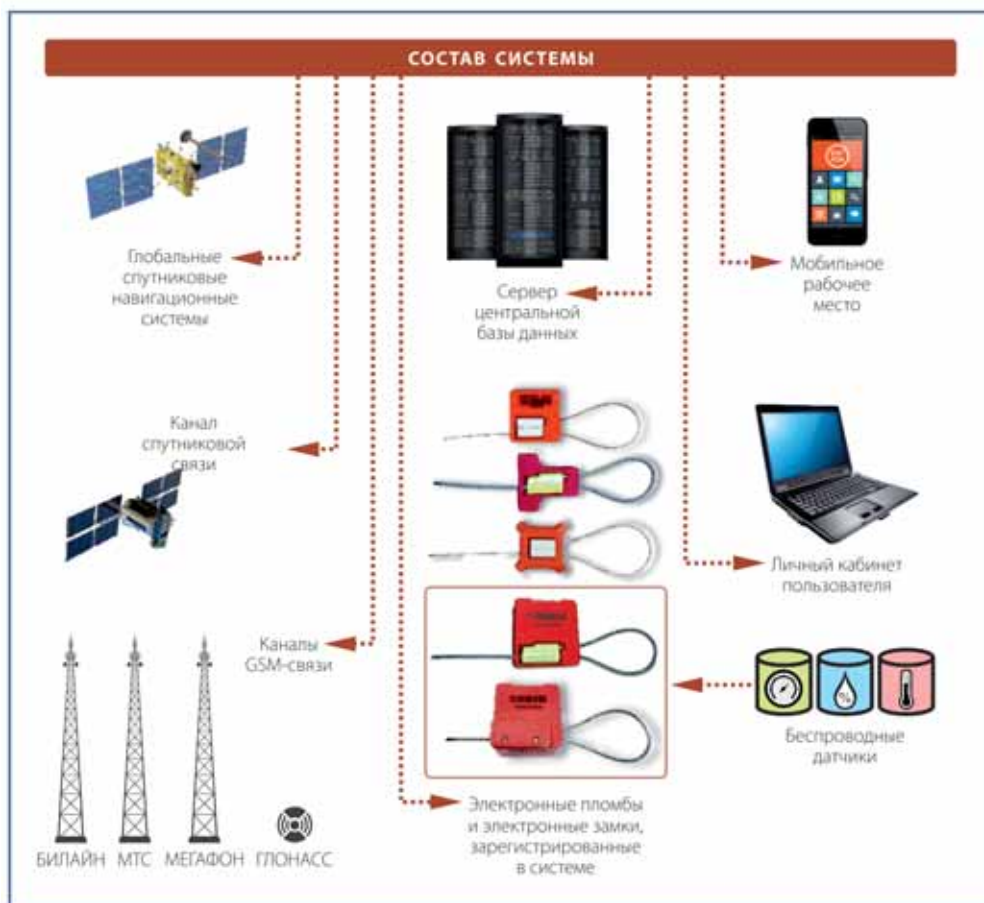 СОСТАВ СИСТЕМЫ
Глобальные
спутниковые
навигационные
системы
Сервер
центральной
базы данных
Мобильное
рабочее
место
Канал
спутниковой
связи
Личный кабинет
пользователя
Каналы
GSM-связи
Беспроводные
датчики
%
Электронные пломбы
и электронные замки,
зарегистрированные
в системе
БИЛАЙН МТС МЕГАФОН ГЛОНАСС